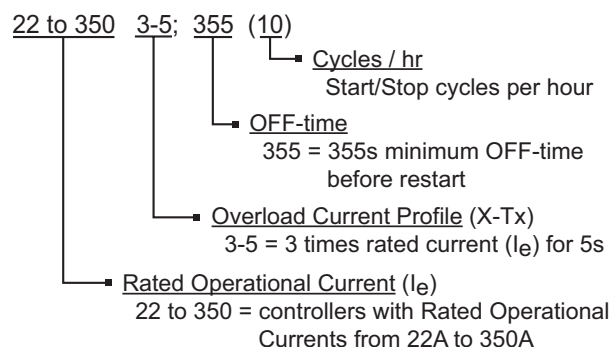 22 to 350 3-5; 355 (10)
Cycles / hr
Start/Stop cycles per hour
OFF-time
355 = 355s minimum OFF-time
before restart
Overload Current Profile (X-Tx)
3-5 = 3 times rated current (Ie) for 5s
Rated Operational Current (Ie)
22 to 350 = controllers with Rated Operational
Currents from 22A to 350A